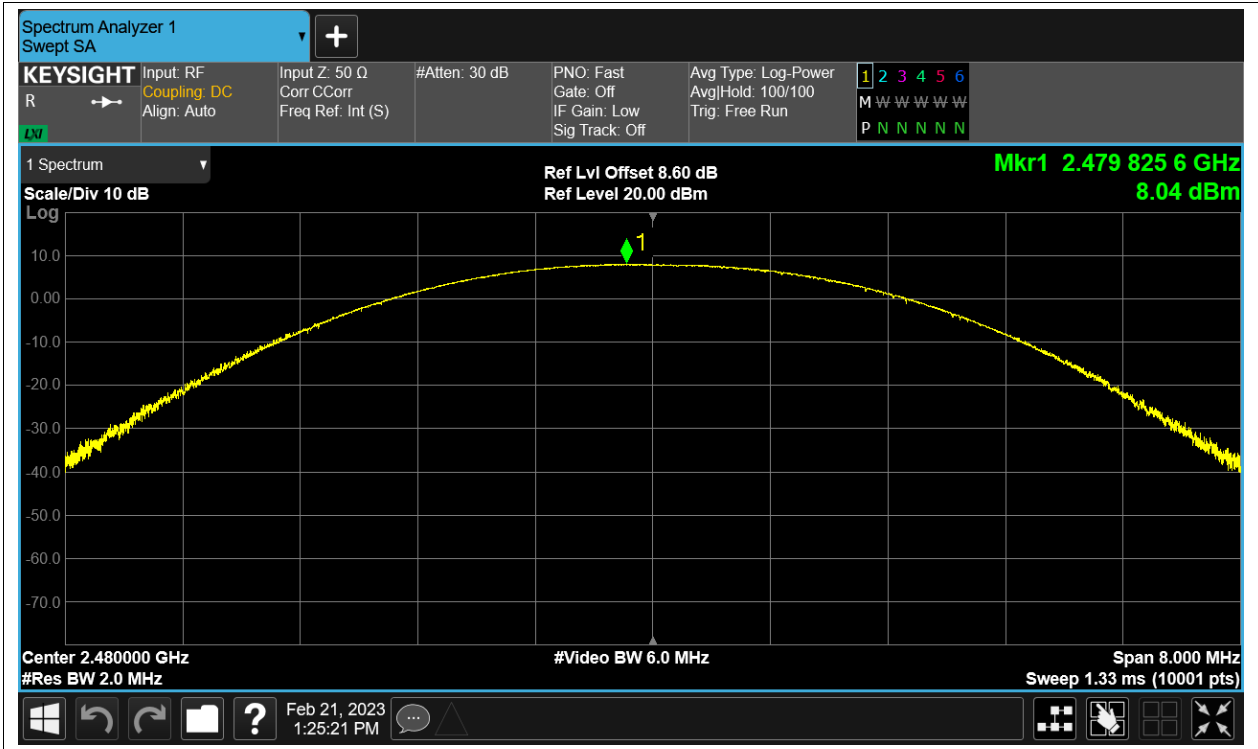 Spectrum Analyzer 1
Swept SA
KEYSIGHT
R
LXI
Input: RF
Coupling: DC
Align: Auto
Input Z: 50 Ω
Corr CCorr
Freq Ref: Int (S)
#Atten: 30 dB
PNO: Fast
Gate: Off
IF Gain: Low
Sig Track: Off
Avg Type: Log-Power
Avg|Hold: 100/100
Trig: Free Run
1 2 3 4 5 6
M W W W W W
P N N N N N
1 Spectrum
Scale/Div 10 dB
Log
Ref Lvl Offset 8.60 dB
Ref Level 20.00 dBm
Mkr1 2.479 825 6 GHz
8.04 dBm
1
10.0
0.00
-10.0
-20.0
-30.0
-40.0
-50.0
-60.0
-70.0
Center 2.480000 GHz
#Res BW 2.0 MHz
#Video BW 6.0 MHz
Span 8.000 MHz
Sweep 1.33 ms (10001 pts)
?
Feb 21, 2023
1:25:21 PM